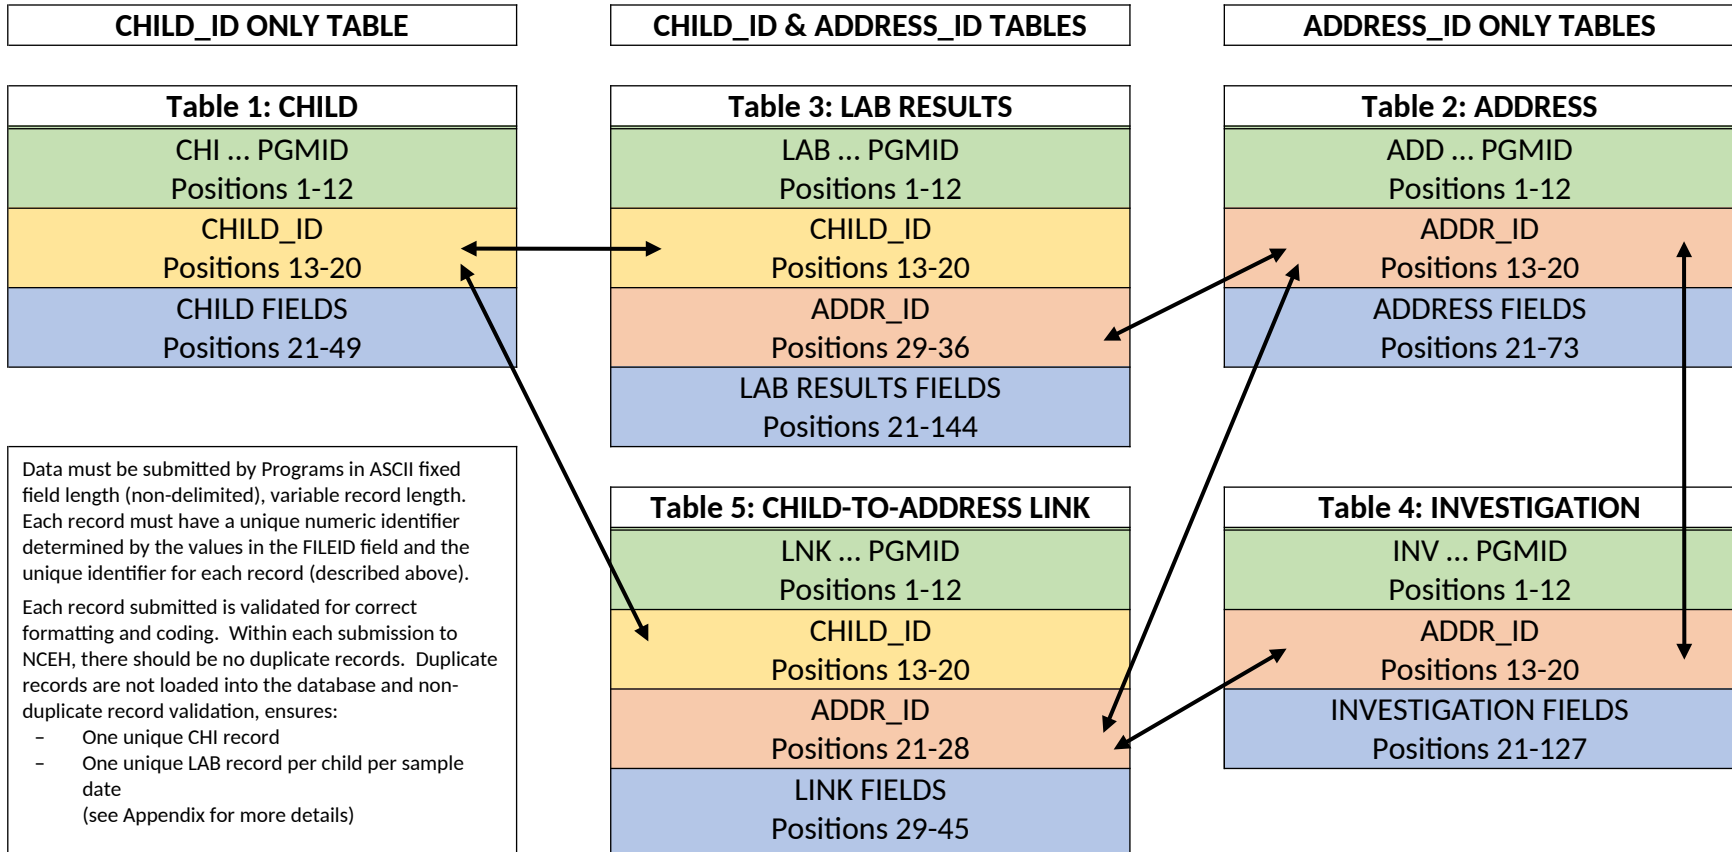 CHILD_ID ONLY TABLE
CHILD_ID & ADDRESS_ID TABLES
ADDRESS_ID ONLY TABLES
Table 1: CHILD
CHI ... PGMID
Positions 1-12
CHILD_ID
Positions 13-20
CHILD FIELDS
Positions 21-49
Table 3: LAB RESULTS
LAB ... PGMID
Positions 1-12
CHILD_ID
Positions 13-20
ADDR_ID
Positions 29-36
LAB RESULTS FIELDS
Positions 21-144
Table 2: ADDRESS
ADD ... PGMID
Positions 1-12
ADDR_ID
Positions 13-20
ADDRESS FIELDS
Positions 21-73
Data must be submitted by Programs in ASCII fixed
field length (non-delimited), variable record length.
Each record must have a unique numeric identifier
determined by the values in the FILEID field and the
unique identifier for each record (described above).
Each record submitted is validated for correct
formatting and coding.  Within each submission to
NCEH, there should be no duplicate records.  Duplicate
records are not loaded into the database and non-
duplicate record validation, ensures:
– One unique CHI record
– One unique LAB record per child per sample
date
(see Appendix for more details)
Table 5: CHILD-TO-ADDRESS LINK
LNK ... PGMID
Positions 1-12
CHILD_ID
Positions 13-20
ADDR_ID
Positions 21-28
LINK FIELDS
Positions 29-45
Table 4: INVESTIGATION
INV ... PGMID
Positions 1-12
ADDR_ID
Positions 13-20
INVESTIGATION FIELDS
Positions 21-127